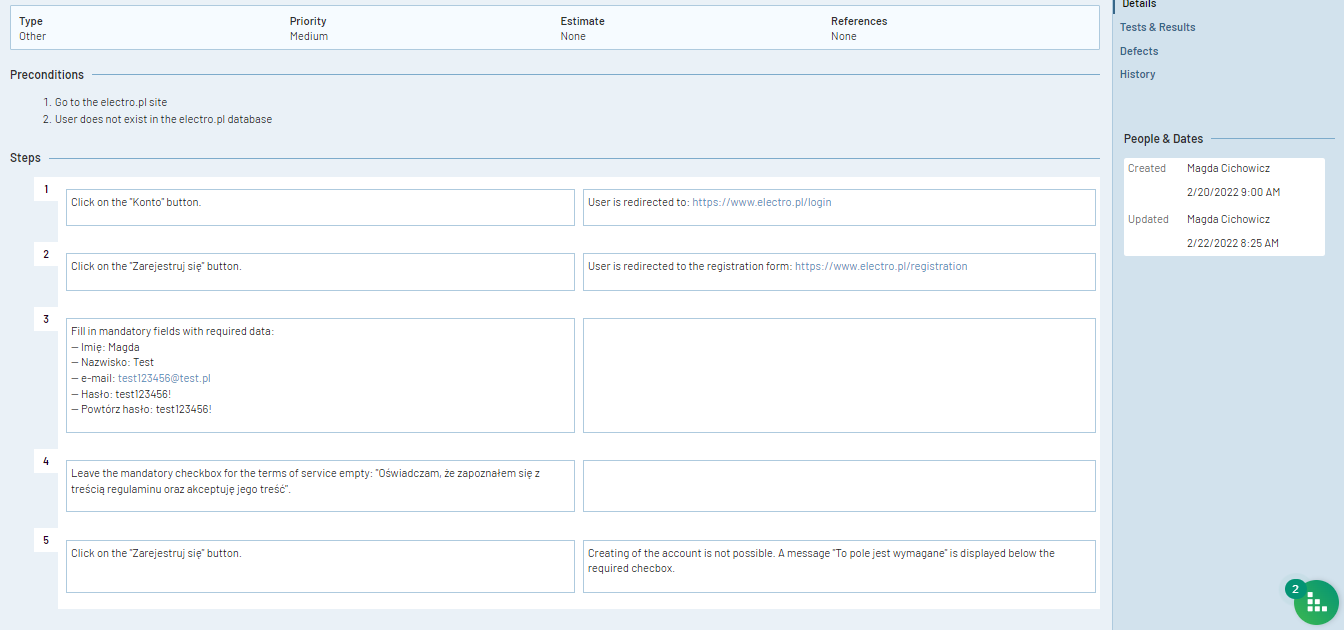 Type Priority Estimate References
Other Medium None None
Preconditions
1. Go to the electro.pl site
2. User does not exist in the electro.pl database
Steps
1
Click on the "Konto" button.
User is redirected to: https://www.electro.pl/login
2
Click on the "Zarejestruj się" button.
User is redirected to the registration form: https://www.electro.pl/registration
3
Fill in mandatory fields with required data:
— Imię: Magda
— Nazwisko: Test
— e-mail: test123456@test.pl
— Hasło: test123456!
— Powtórz hasło: test123456!
4
Leave the mandatory checkbox for the terms of service empty: "Oświadczam, że zapoznałem się z
treścią regulaminu oraz akceptuję jego treść".
5
Click on the "Zarejestruj się" button.
Creating of the account is not possible. A message "To pole jest wymagane" is displayed below the
required checbox.
Details
Tests & Results
Defects
History
People & Dates
Created Magda Cichowicz
2/20/2022 9:00 AM
Updated Magda Cichowicz
2/22/2022 8:25 AM
2